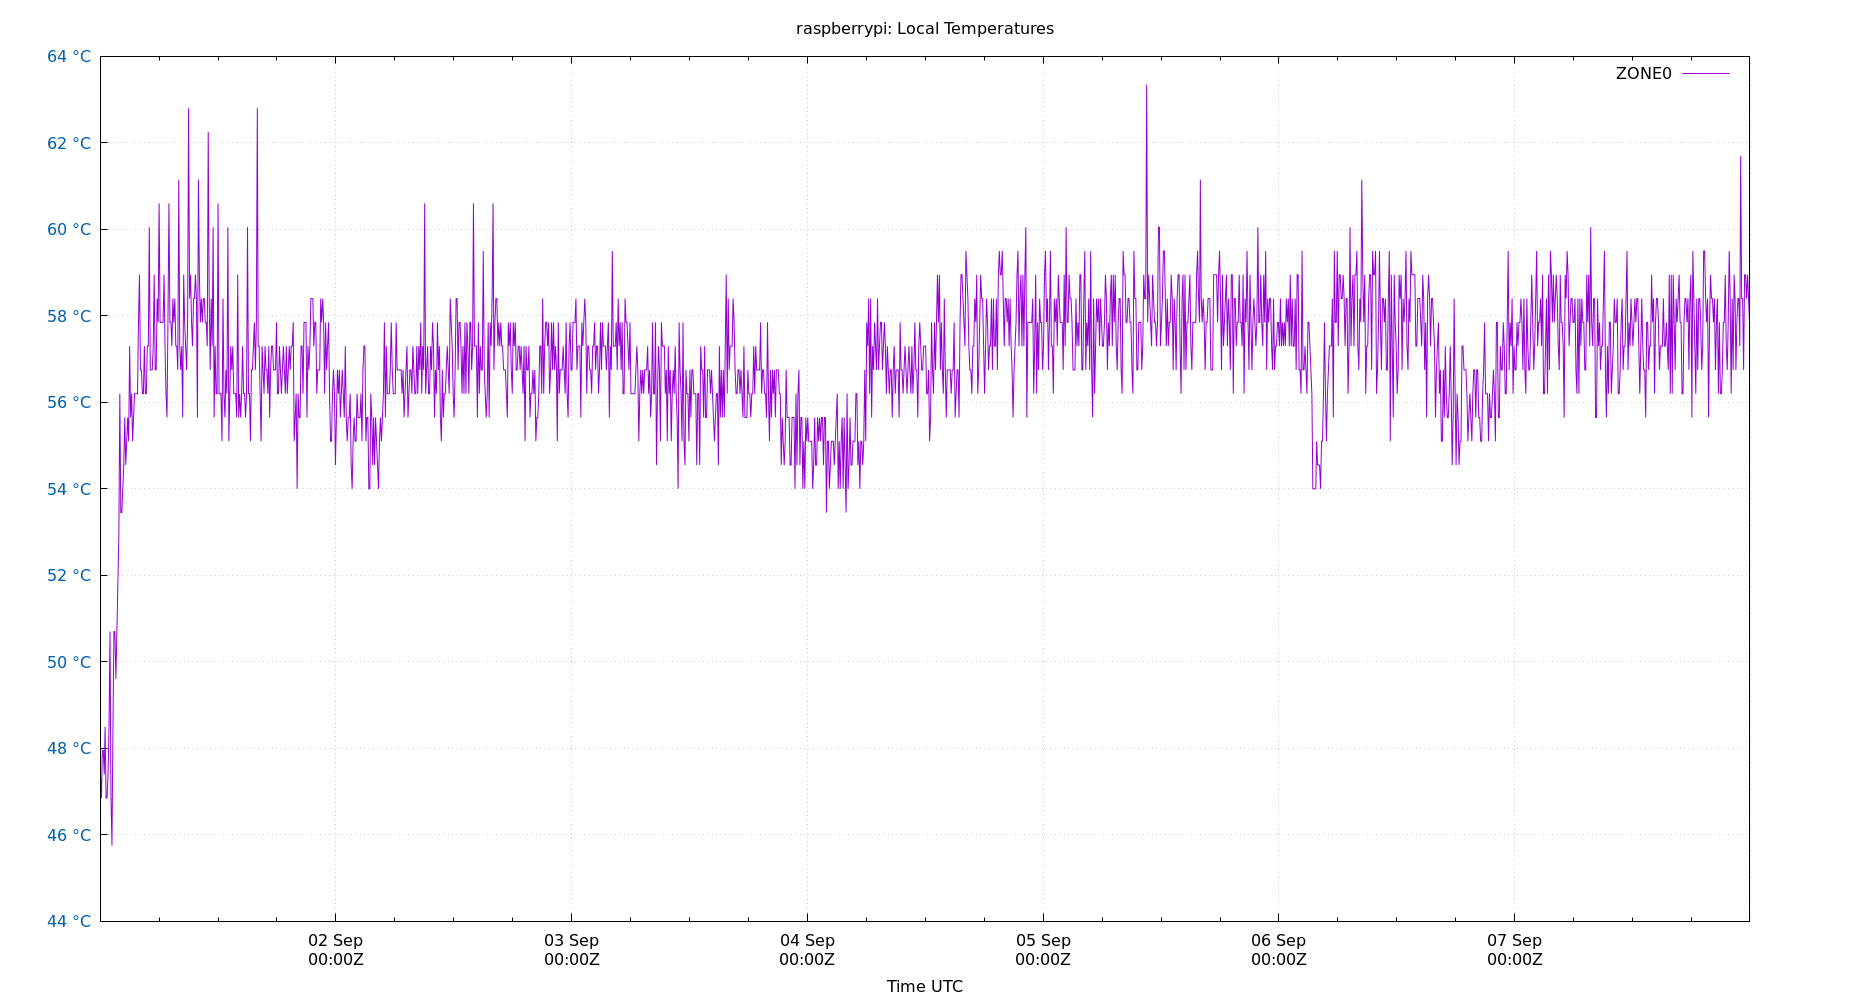 raspberrypi: Local Temperatures
64 °C
ZONE0
62 °C
60 °C
58 °C
56 °C
54 °C
52 °C
50 °C
48 °C
46 °C
44 °C
02 Sep 03 Sep 04 Sep 05 Sep 06 Sep 07 Sep
00:00Z 00:00Z 00:00Z 00:00Z 00:00Z 00:00Z
Time UTC